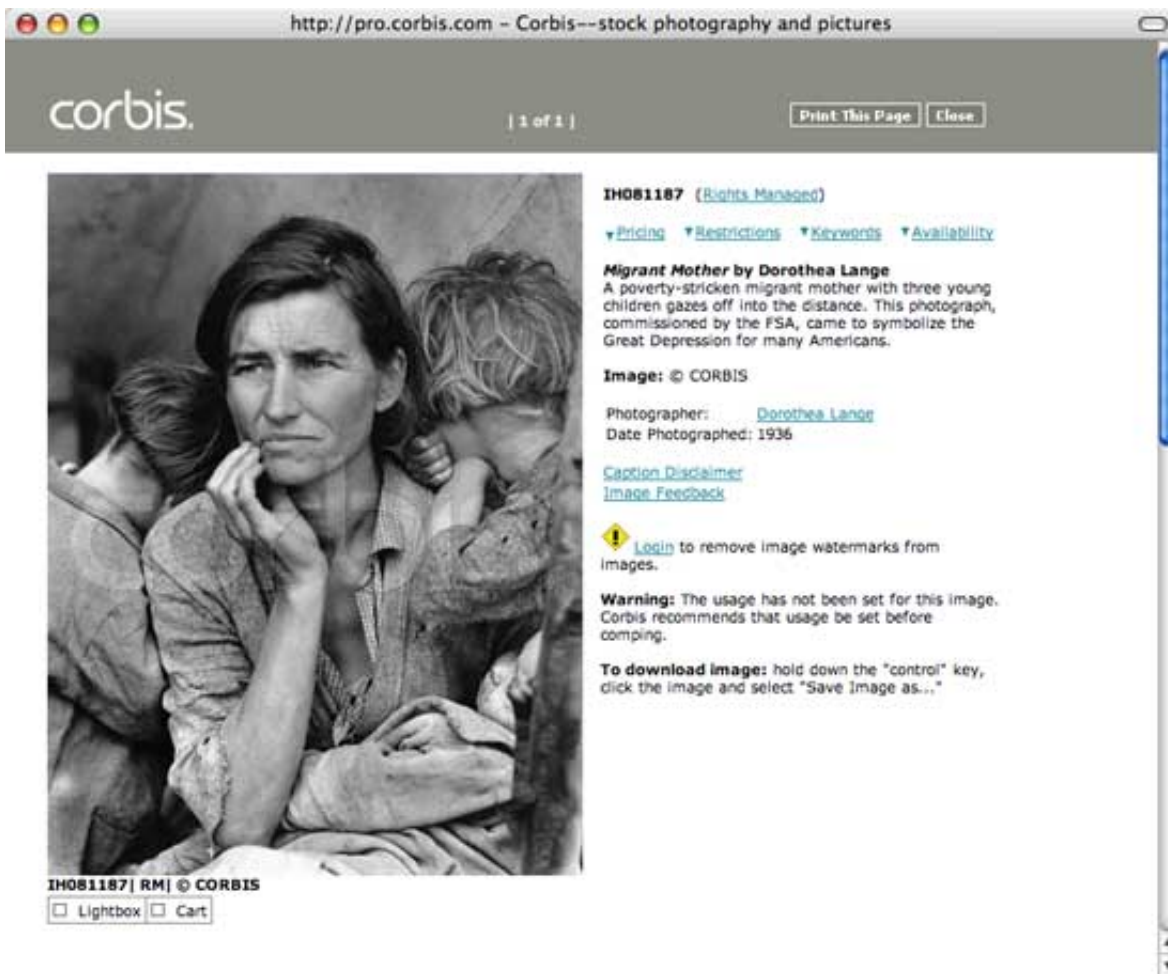 http://pro.corbis.com – Corbis--stock photography and pictures
corbis.
| 1 of 1 |
Print This Page Close
IH081187 (Rights Managed)
Pricing Restrictions Keywords Availability
Migrant Mother by Dorothea Lange
A poverty-stricken migrant mother with three young
children gazes off into the distance. This photograph,
commissioned by the FSA, came to symbolize the
Great Depression for many Americans.
Image: © CORBIS
Photographer: Dorothea Lange
Date Photographed: 1936
Caption Disclaimer
Image Feedback
Login to remove image watermarks from
images.
Warning: The usage has not been set for this image.
Corbis recommends that usage be set before
comping.
To download image: hold down the "control" key,
click the image and select "Save Image as..."
corbis
IH081187| RM| © CORBIS
Lightbox Cart